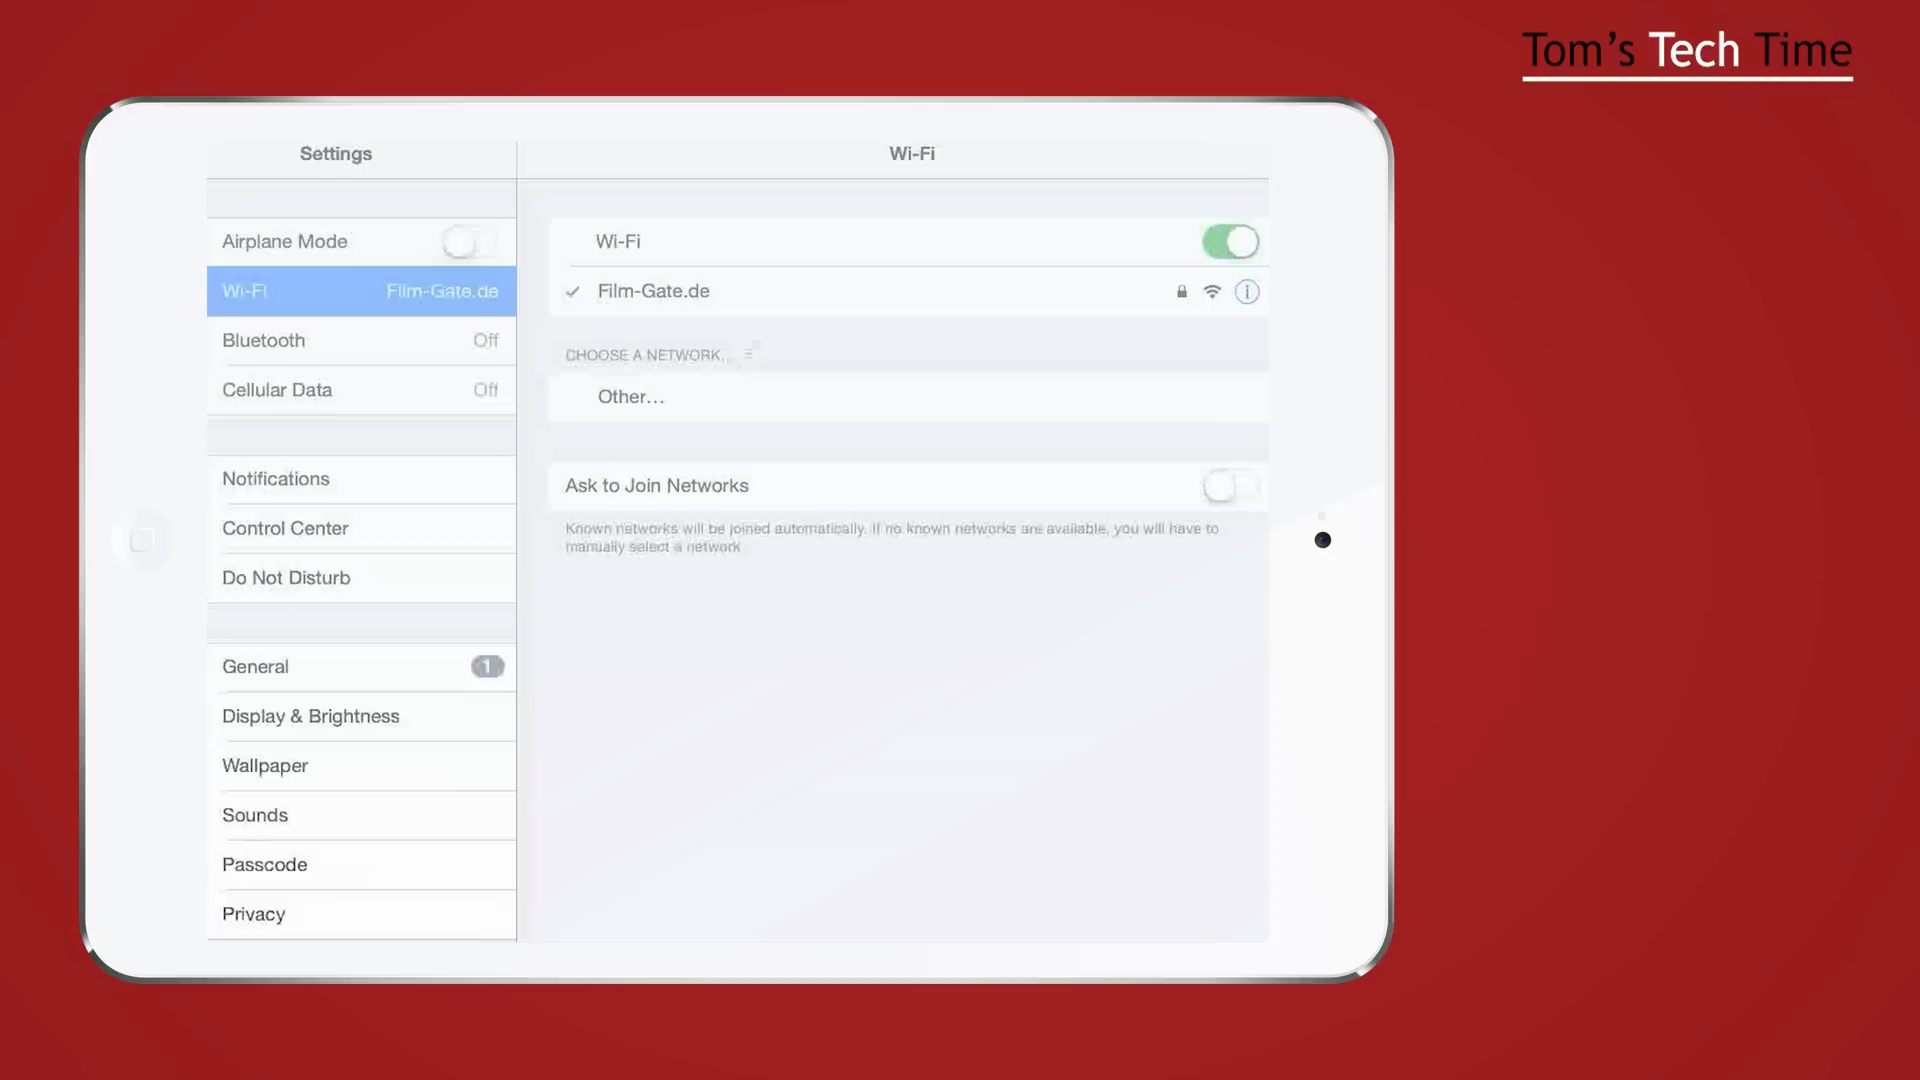 Tom's Tech Time
Settings
Wi-Fi
Airplane Mode
Wi-Fi Film-Gate.de
Bluetooth Off
Cellular Data Off
Notifications
Control Center
Do Not Disturb
General 1
Display & Brightness
Wallpaper
Sounds
Passcode
Privacy
Wi-Fi
Film-Gate.de
CHOOSE A NETWORK...
Other...
Ask to Join Networks
Known networks will be joined automatically. If no known networks are available, you will have to
manually select a network.